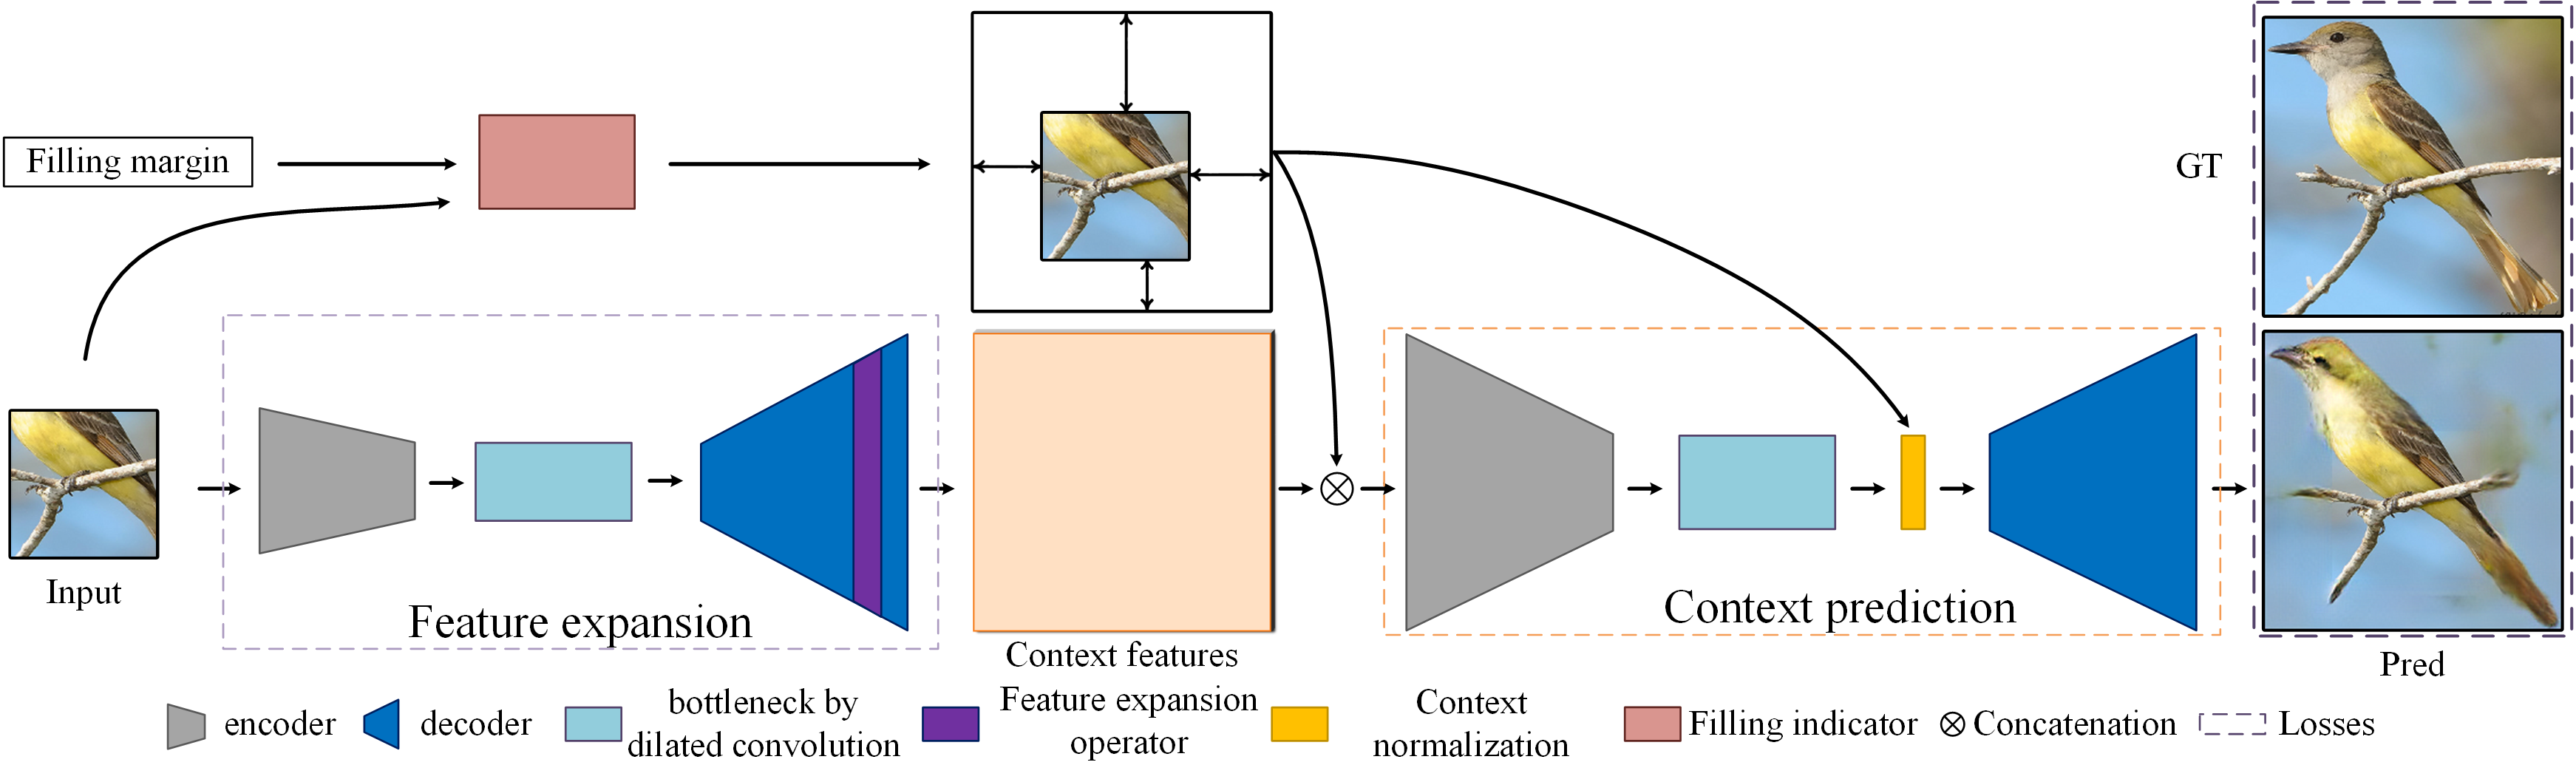 Filling margin
GT
Input
Feature expansion
Context features
Context prediction
Pred
encoder
decoder
bottleneck by
dilated convolution
Feature expansion
operator
Context
normalization
Filling indicator
Concatenation
Losses